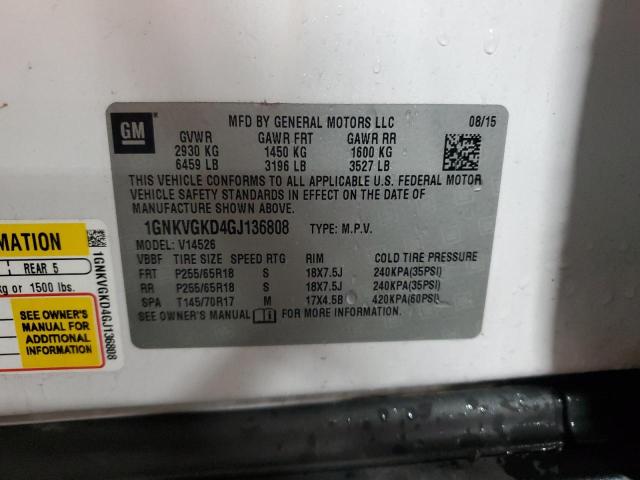 GM
MFD BY GENERAL MOTORS LLC 08/15
GVWR GAWR FRT GAWR RR
2930 KG 1450 KG 1600 KG
6459 LB 3196 LB 3527 LB
THIS VEHICLE CONFORMS TO ALL APPLICABLE U.S. FEDERAL MOTOR
VEHICLE SAFETY STANDARDS IN EFFECT ON THE DATE OF
MANUFACTURE SHOWN ABOVE.
1GNKVGKD4GJ136808 TYPE: M.P.V.
MODEL: V14526
VBBF TIRE SIZE SPEED RTG RIM COLD TIRE PRESSURE
FRT P255/65R18 S 18X7.5J 240KPA(35PSI)
RR P255/65R18 S 18X7.5J 240KPA(35PSI)
SPA T145/70R17 M 17X4.5B 420KPA(60PSI)
SEE OWNER'S MANUAL FOR MORE INFORMATION
REAR 5
kg or 1500 lbs.
SEE OWNER'S
MANUAL FOR
ADDITIONAL
INFORMATION
1GNKVGKD4GJ136808